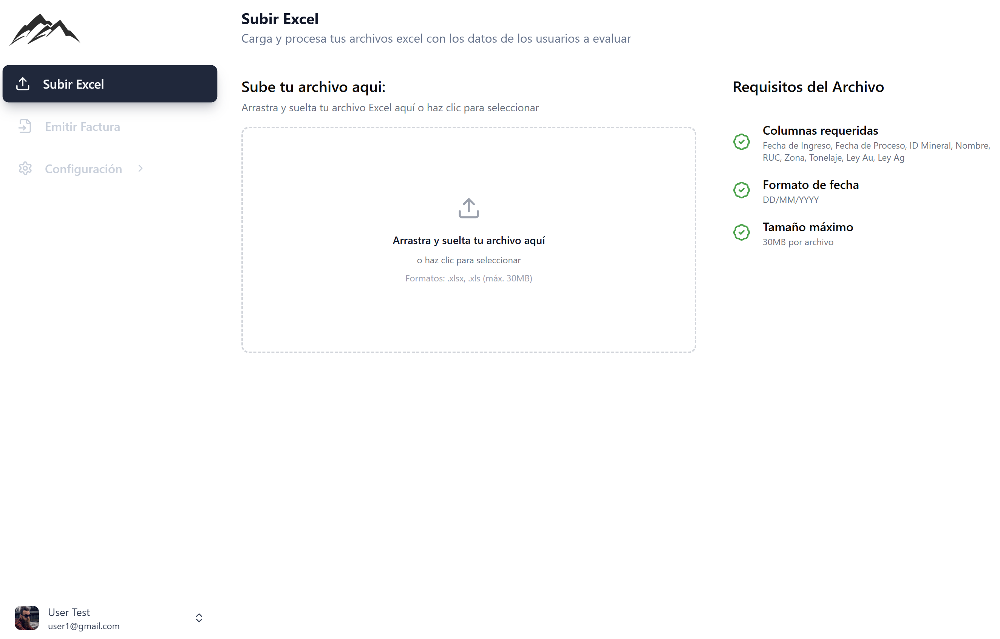 Subir Excel
Carga y procesa tus archivos excel con los datos de los usuarios a evaluar
Subir Excel
Emitir Factura
Configuración
Sube tu archivo aqui:
Arrastra y suelta tu archivo Excel aquí o haz clic para seleccionar
Arrastra y suelta tu archivo aquí
o haz clic para seleccionar
Formatos: .xlsx, .xls (máx. 30MB)
Requisitos del Archivo
Columnas requeridas
Fecha de Ingreso, Fecha de Proceso, ID Mineral, Nombre,
RUC, Zona, Tonelaje, Ley Au, Ley Ag
Formato de fecha
DD/MM/YYYY
Tamaño máximo
30MB por archivo
User Test
user1@gmail.com